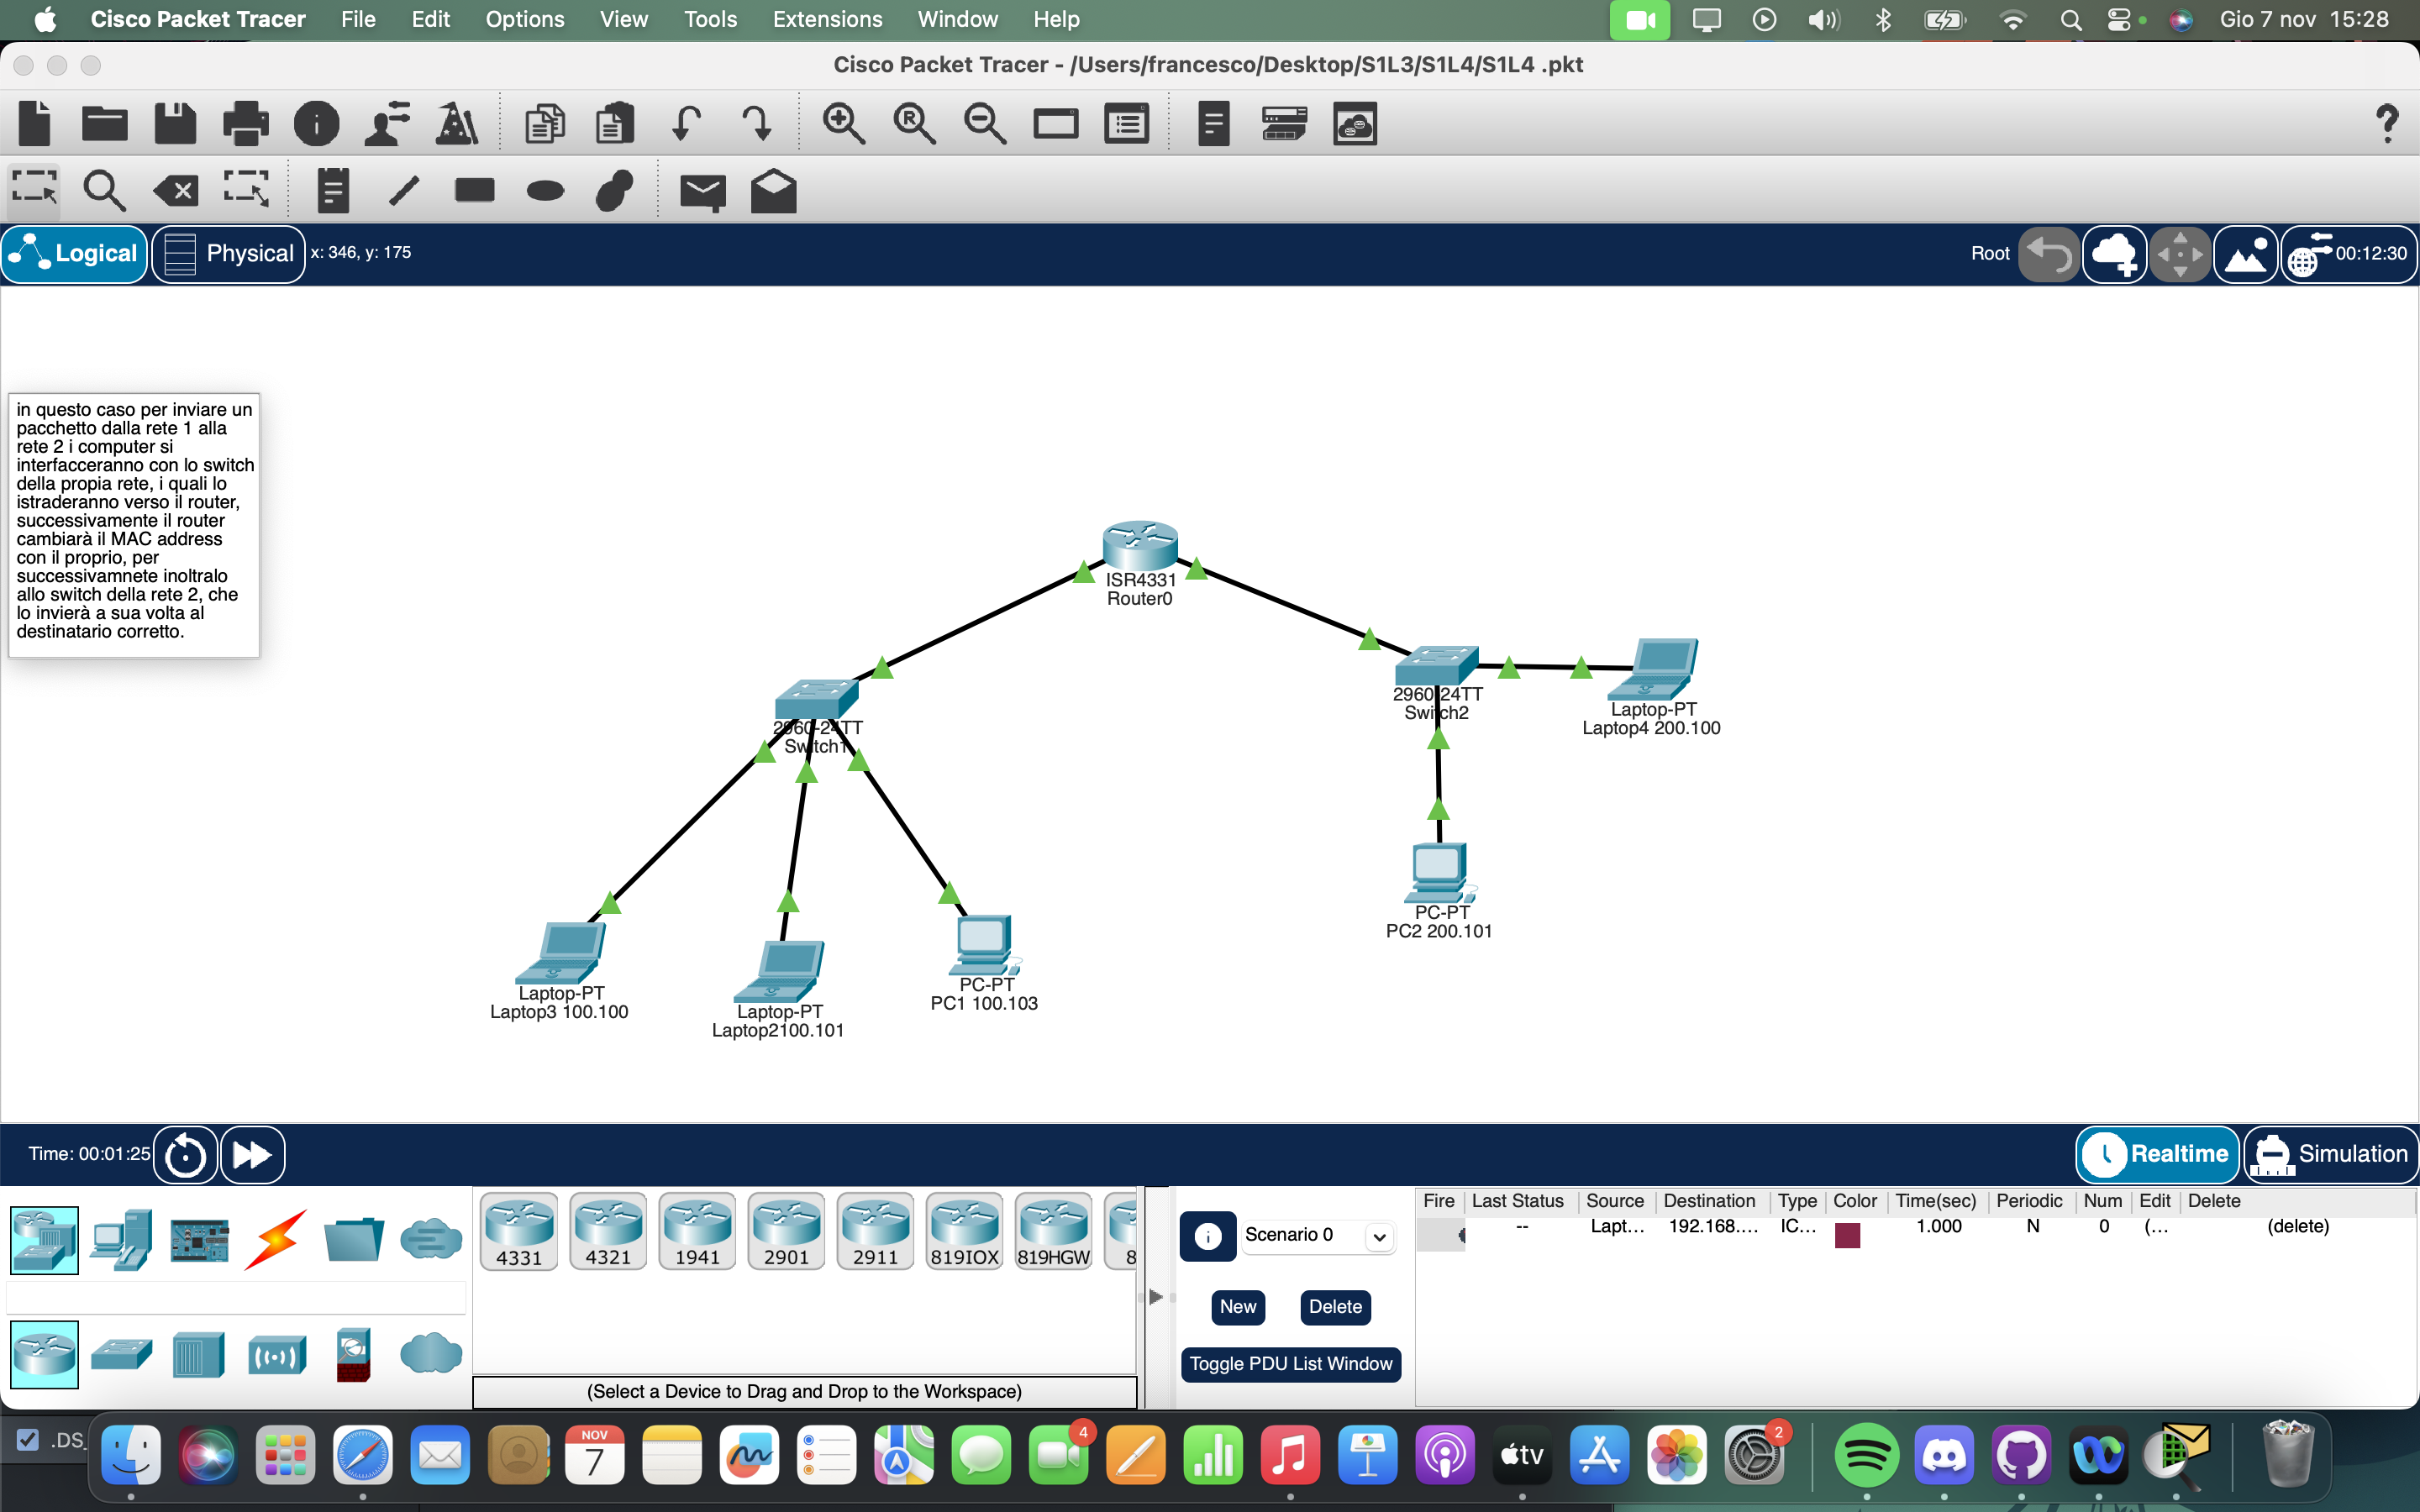 Cisco Packet Tracer File Edit Options View Tools Extensions Window Help Gio 7 nov 15:28
Cisco Packet Tracer - /Users/francesco/Desktop/S1L3/S1L4/S1L4 .pkt
Logical Physical x: 346, y: 175 Root 00:12:30
in questo caso per inviare un
pacchetto dalla rete 1 alla
rete 2 i computer si
interfacceranno con lo switch
della propia rete, i quali lo
istraderanno verso il router,
successivamente il router
cambiarà il MAC address
con il proprio, per
successivamnete inoltralo
allo switch della rete 2, che
lo invierà a sua volta al
destinatario corretto.
ISR4331
Router0
2960-24TT
Switch1
2960-24TT
Switch2
Laptop-PT
Laptop4 200.100
PC-PT
PC2 200.101
Laptop-PT
Laptop3 100.100
Laptop-PT
Laptop2100.101
PC-PT
PC1 100.103
Time: 00:01:25 Realtime Simulation
4331 4321 1941 2901 2911 819IOX 819HGW 8
(Select a Device to Drag and Drop to the Workspace)
Scenario 0
New Delete
Toggle PDU List Window
Fire Last Status Source Destination Type Color Time(sec) Periodic Num Edit Delete
-- Lapt... 192.168.... IC... 1.000 N 0 (... (delete)
.DS_
4
NOV
7
tv
2